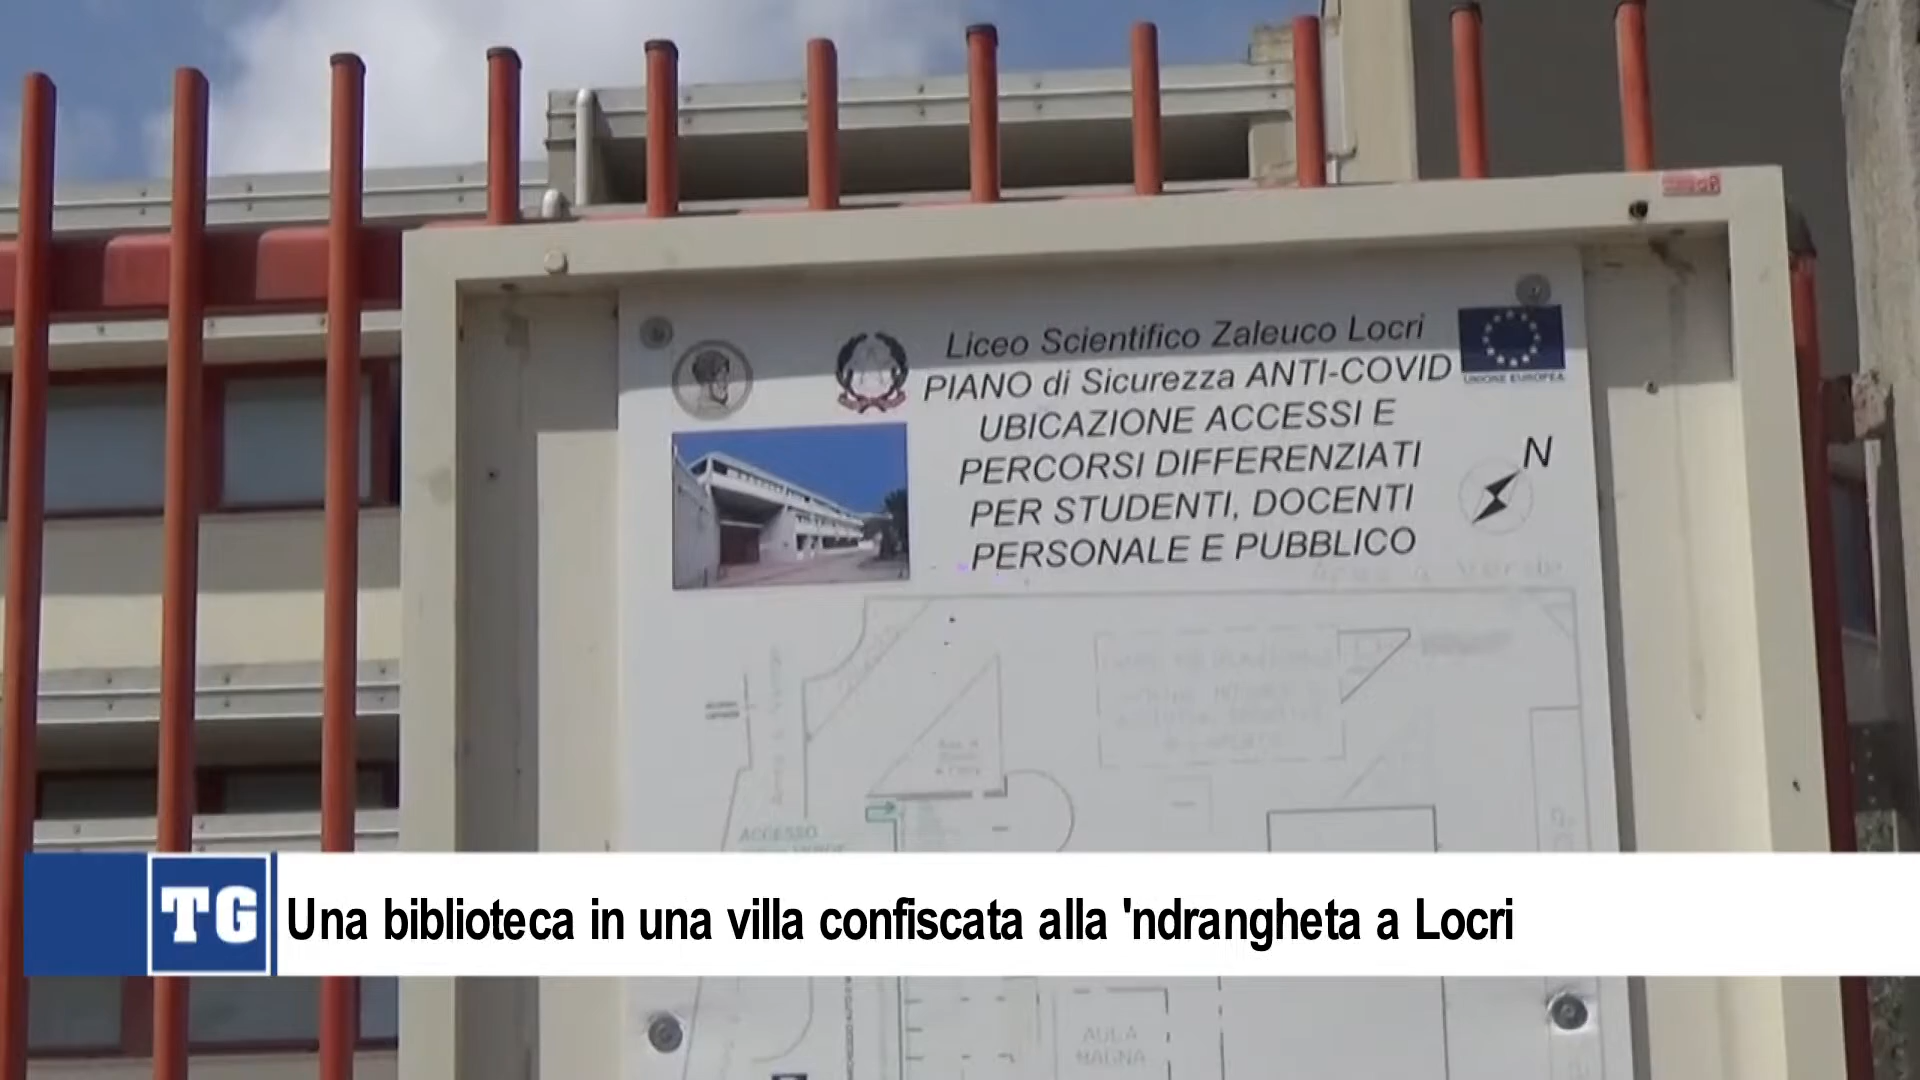 Liceo Scientifico Zaleuco Locri
PIANO di Sicurezza ANTI-COVID
UNIONE EUROPEA
UBICAZIONE ACCESSI E
PERCORSI DIFFERENZIATI
N
PER STUDENTI, DOCENTI
PERSONALE E PUBBLICO
ACCESSO
TG
Una biblioteca in una villa confiscata alla 'ndrangheta a Locri
AULA
MAGNA